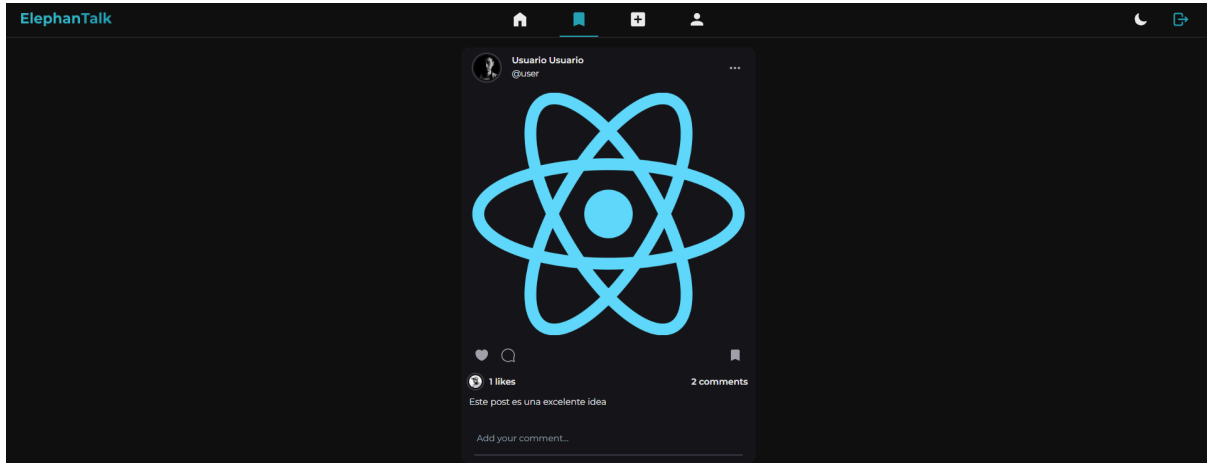 ElephanTalk
Usuario Usuario
@user
1 likes
2 comments
Este post es una excelente idea
Add your comment...